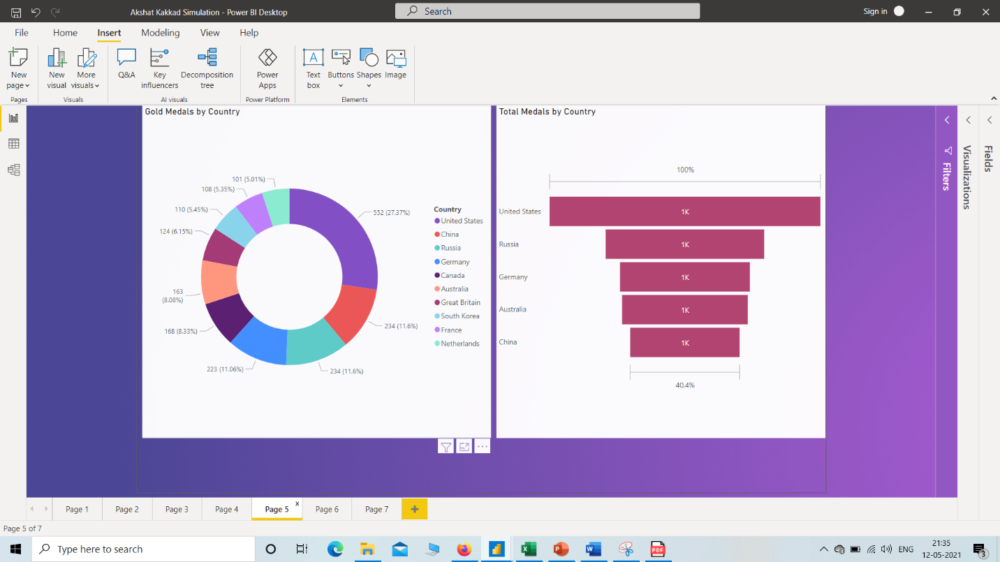 Akshat Kakkad Simulation - Power BI Desktop
Search
Sign in
File
Home
Insert
Modeling
View
Help
New
page
New
visual
More
visuals
Q&A
Key
influencers
Decomposition
tree
Power
Apps
Text
box
Buttons
Shapes
Image
Pages
Visuals
AI visuals
Power Platform
Elements
Gold Medals by Country
101 (5.01%)
108 (5.35%)
110 (5.45%)
124 (6.15%)
163
(8.08%)
168 (8.33%)
223 (11.06%)
234 (11.6%)
234 (11.6%)
552 (27.37%)
Country
United States
China
Russia
Germany
Canada
Australia
Great Britain
South Korea
France
Netherlands
Total Medals by Country
100%
United States
1K
Russia
1K
Germany
1K
Australia
1K
China
1K
40.4%
Filters
Visualizations
Fields
Page 1
Page 2
Page 3
Page 4
Page 5
x
Page 6
Page 7
+
Page 5 of 7
Type here to search
PDF
ENG
21:35
12-05-2021
3